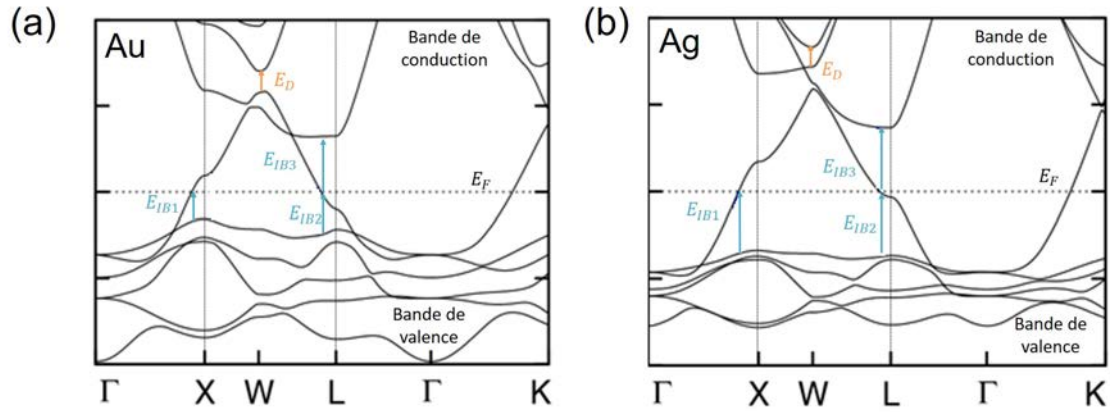 (a)
Au
Bande de
conduction
E_D
E_IB3
E_F
E_IB1
E_IB2
Bande de
valence
Γ X W L Γ K
(b)
Ag
Bande de
conduction
E_D
E_IB3
E_F
E_IB1
E_IB2
Bande de
valence
Γ X W L Γ K